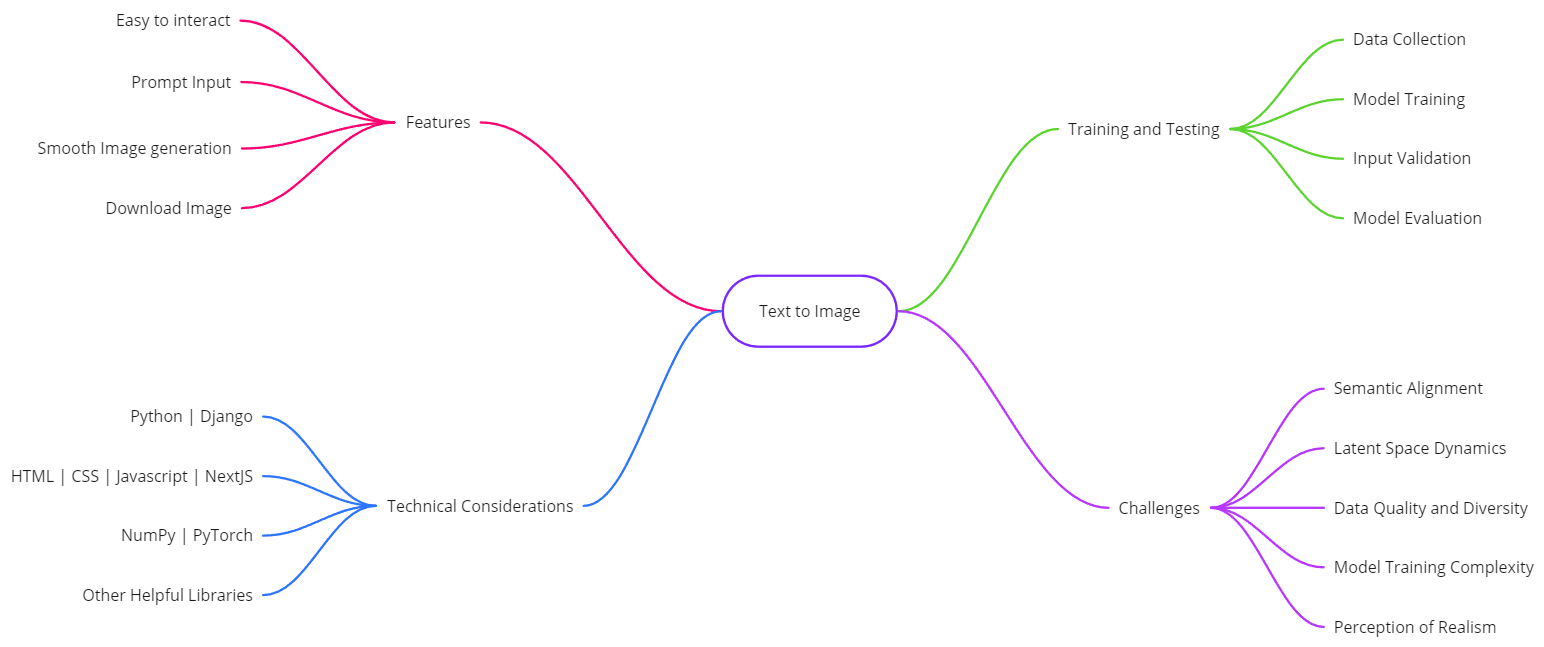 Easy to interact
Prompt Input
Features
Smooth Image generation
Download Image
Data Collection
Model Training
Training and Testing
Input Validation
Model Evaluation
Text to Image
Python | Django
HTML | CSS | Javascript | NextJS
Technical Considerations
NumPy | PyTorch
Other Helpful Libraries
Semantic Alignment
Latent Space Dynamics
Challenges
Data Quality and Diversity
Model Training Complexity
Perception of Realism